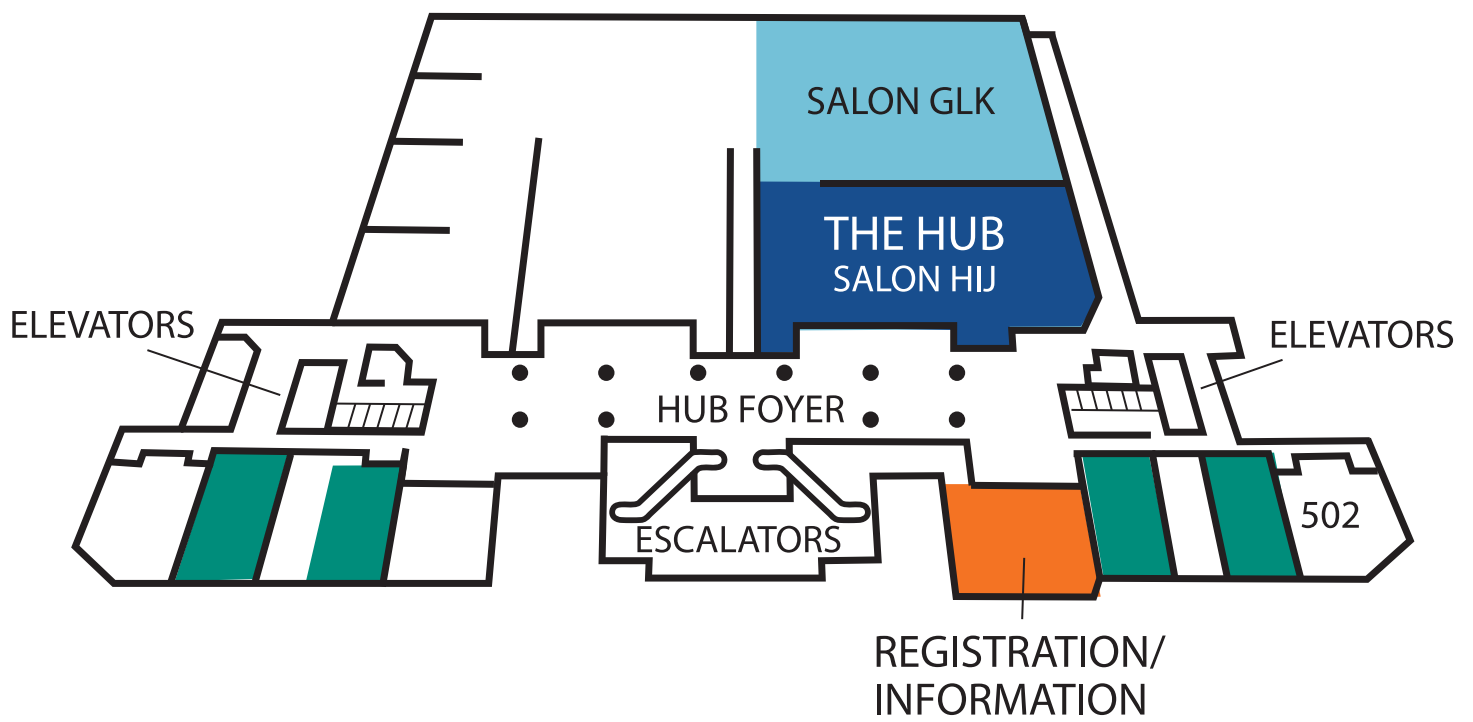 SALON GLK
THE HUB
SALON HIJ
ELEVATORS
ELEVATORS
HUB FOYER
502
ESCALATORS
REGISTRATION/
INFORMATION